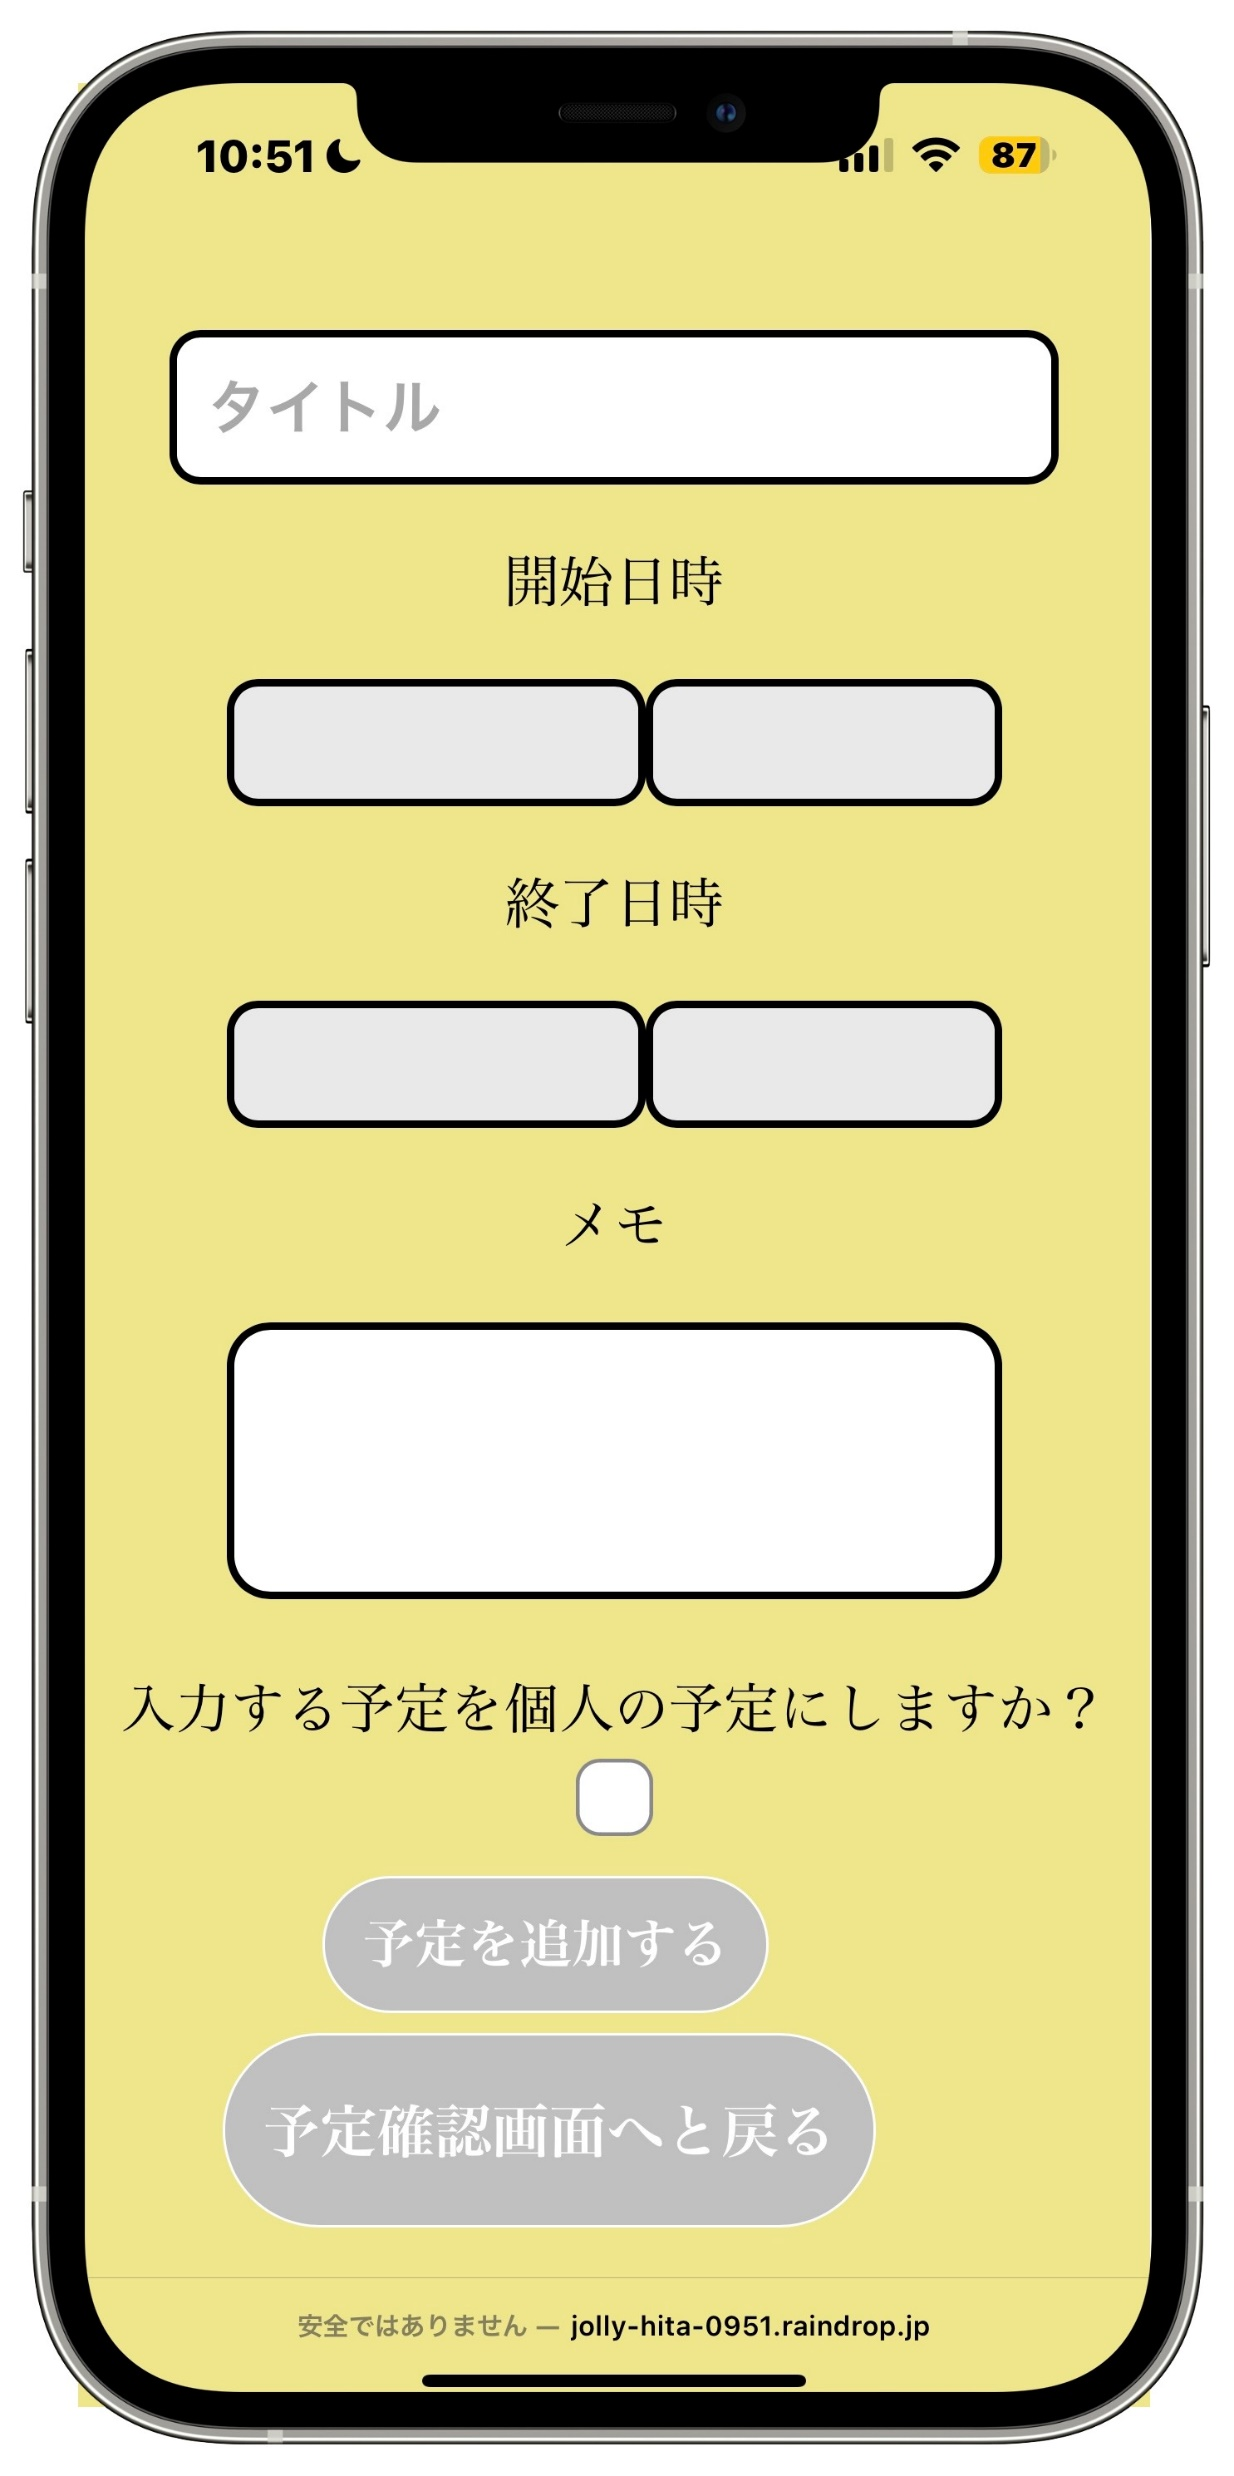 10:51
87
タイトル
開始日時
終了日時
メモ
入力する予定を個人の予定にしますか？
予定を追加する
予定確認画面へと戻る
安全ではありません — jolly-hita-0951.raindrop.jp